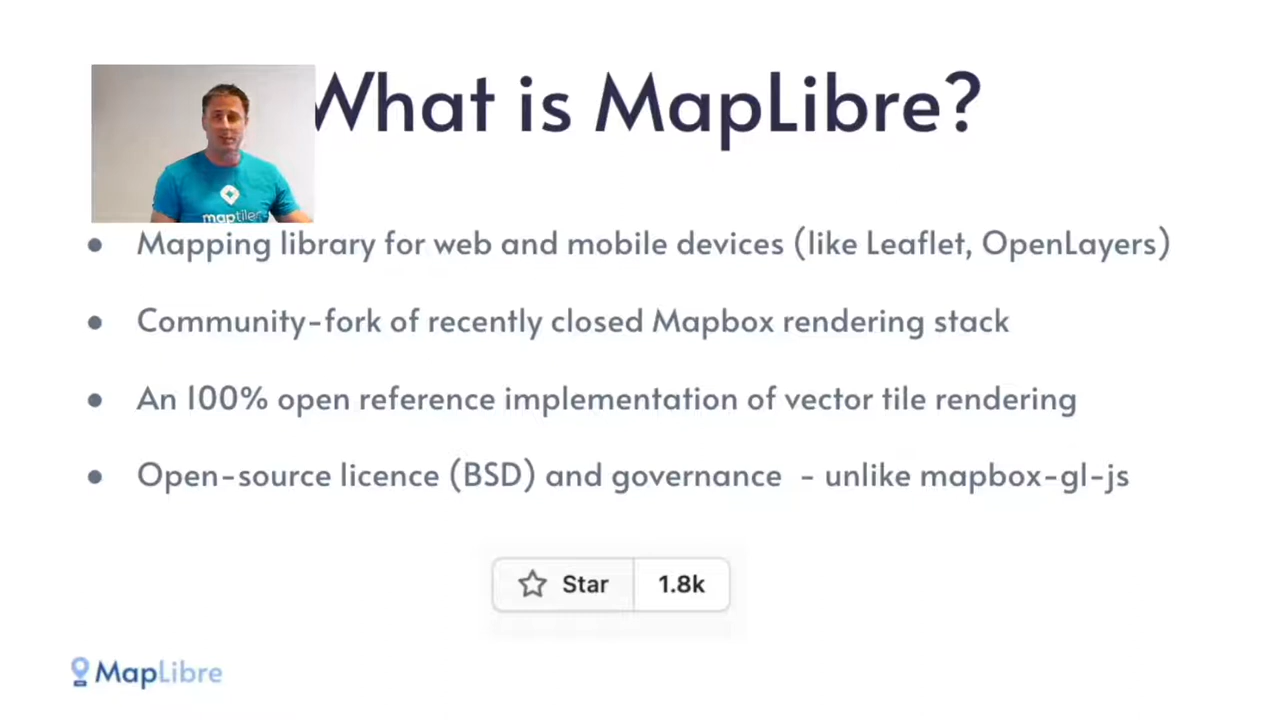 What is MapLibre?
maptiler
● Mapping library for web and mobile devices (like Leaflet, OpenLayers)
● Community-fork of recently closed Mapbox rendering stack
● An 100% open reference implementation of vector tile rendering
● Open-source licence (BSD) and governance - unlike mapbox-gl-js
Star 1.8k
MapLibre